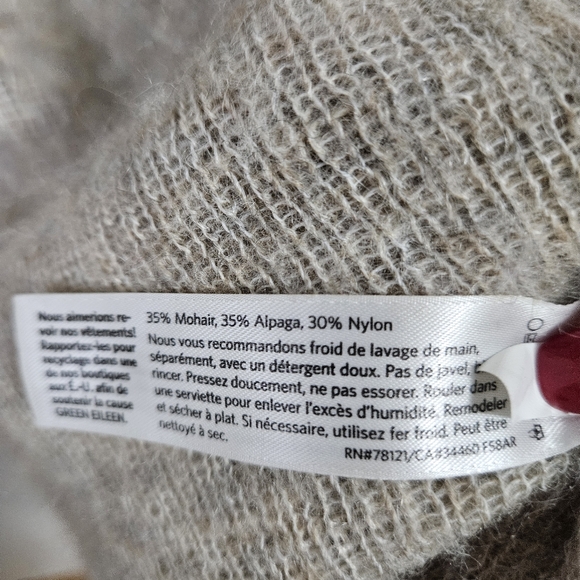 Nous aimerions re-
voir nos vêtements!
Rapportez-les pour
recyclage dans une
de nos boutiques
aux É.-U. afin de
soutenir la cause
GREEN EILEEN.
35% Mohair, 35% Alpaga, 30% Nylon
Nous vous recommandons froid de lavage de main,
séparément, avec un détergent doux. Pas de javel,
rincer. Pressez doucement, ne pas essorer. Rouler dans
une serviette pour enlever l'excès d'humidité. Remodeler
et sécher à plat. Si nécessaire, utilisez fer froid. Peut être
nettoyé à sec.
RN#78121/CA#34460 F58AR